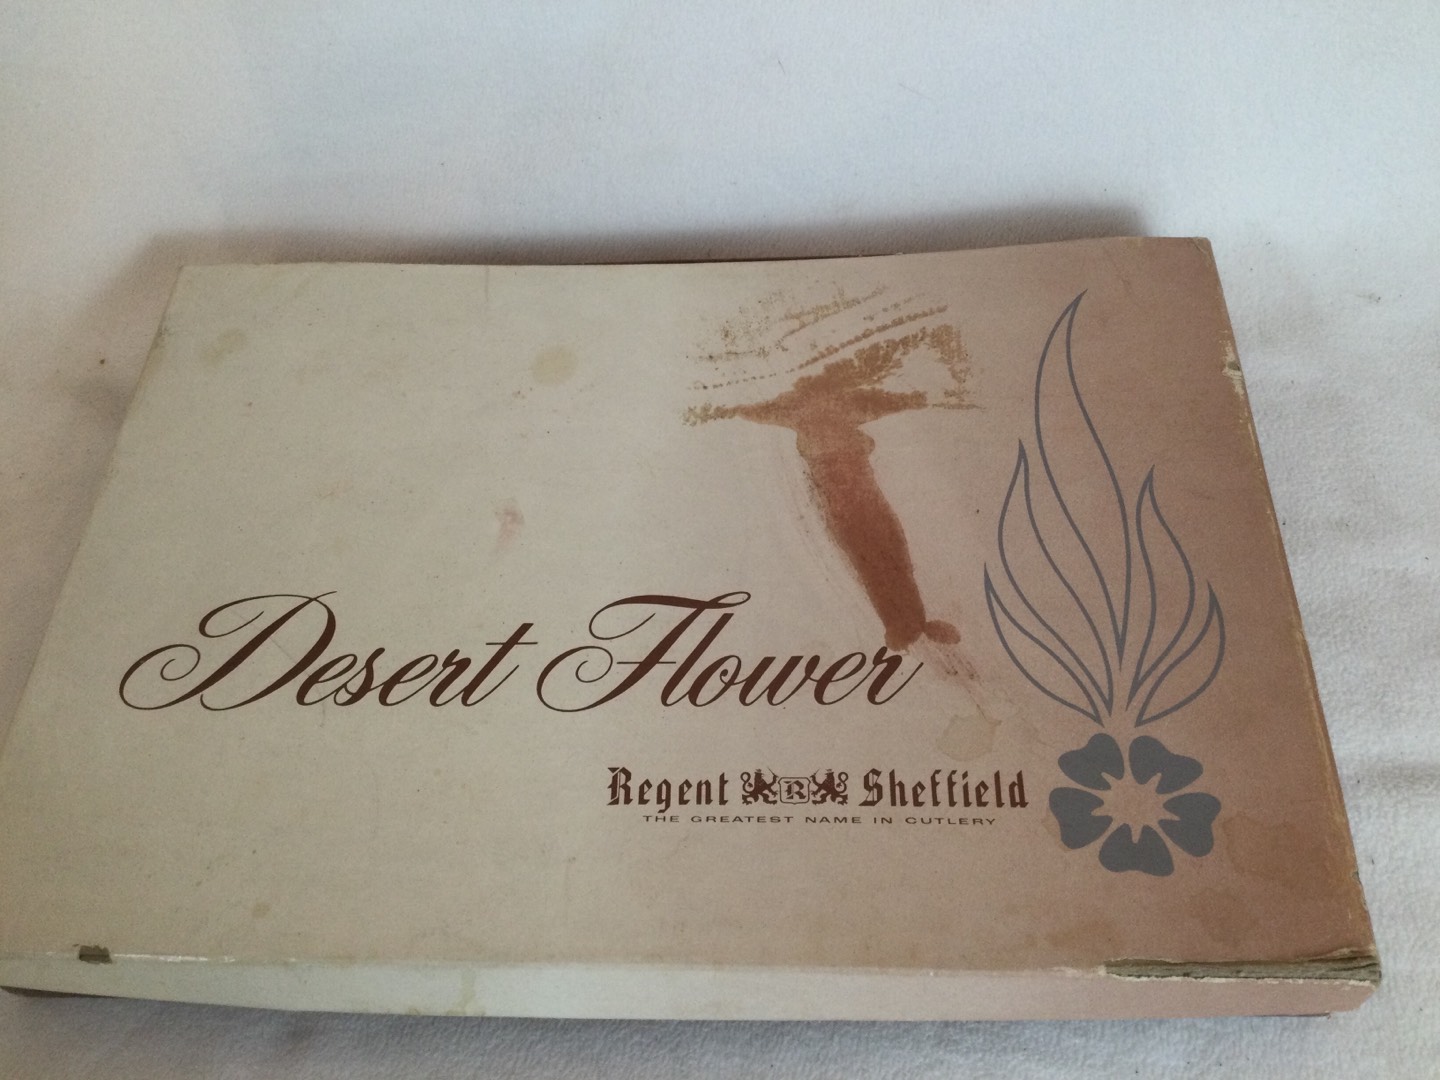 Desert Flower
Regent R Sheffield
THE GREATEST NAME IN CUTLERY